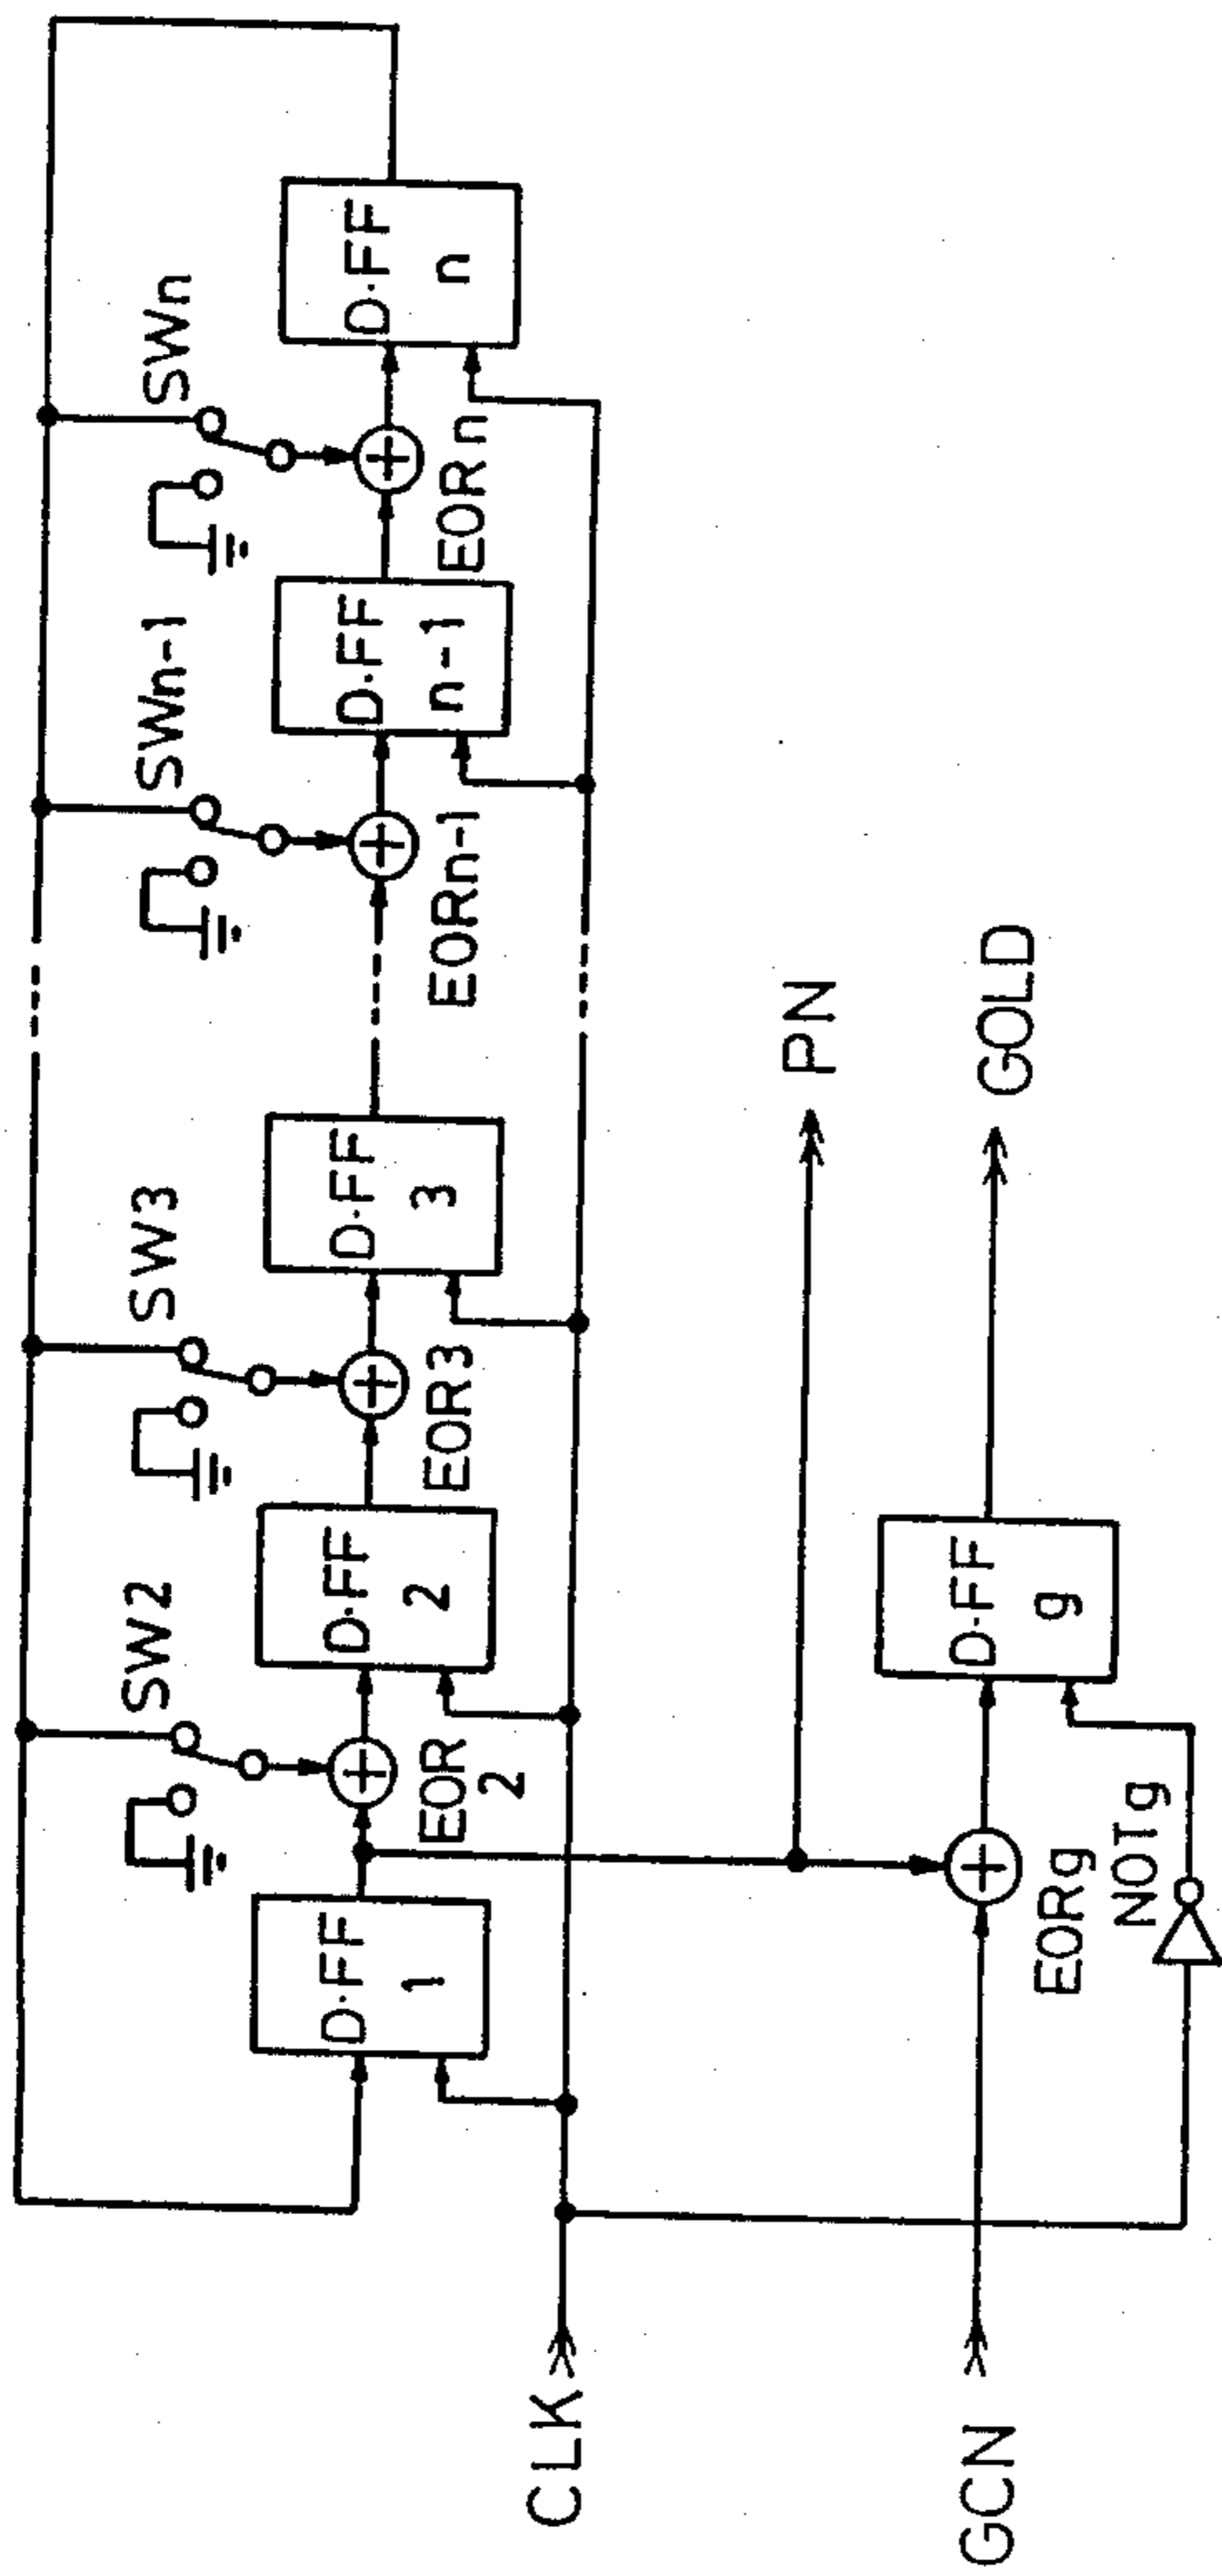 SW2
SW3
SWn-1
SWn
D·FF
1
D·FF
2
D·FF
3
D·FF
n-1
D·FF
n
EOR
2
EOR3
EORn-1
EORn
CLK
PN
GCN
GOLD
D·FF
g
EORg
NOTg